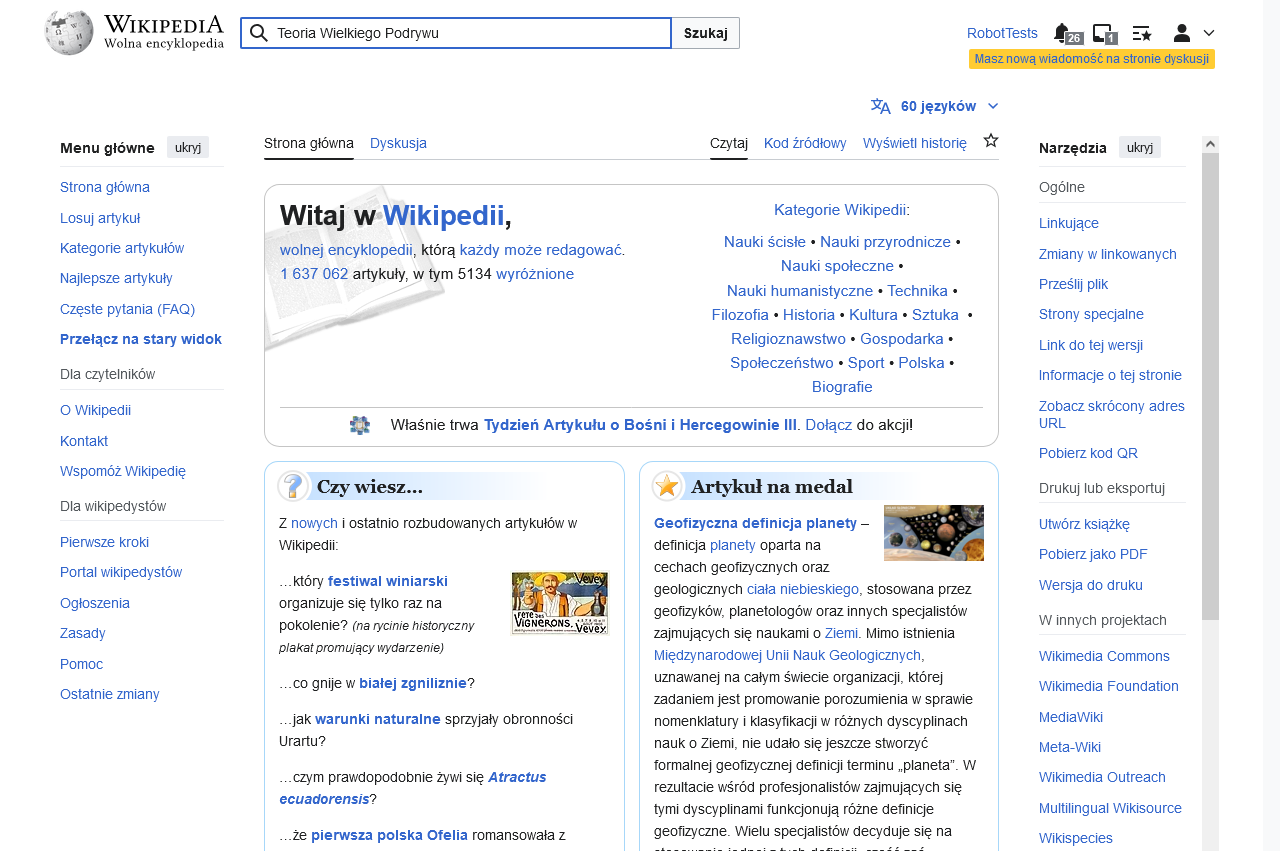 WIKIPEDIA
Wolna encyklopedia
Teoria Wielkiego Podrywu
Szukaj
RobotTests
26
1
Masz nową wiadomość na stronie dyskusji
60 języków
Menu główne
ukryj
Strona główna
Losuj artykuł
Kategorie artykułów
Najlepsze artykuły
Częste pytania (FAQ)
Przełącz na stary widok
Dla czytelników
O Wikipedii
Kontakt
Wspomóż Wikipedię
Dla wikipedystów
Pierwsze kroki
Portal wikipedystów
Ogłoszenia
Zasady
Pomoc
Ostatnie zmiany
Strona główna
Dyskusja
Czytaj
Kod źródłowy
Wyświetl historię
Witaj w Wikipedii,
wolnej encyklopedii, którą każdy może redagować.
1 637 062 artykuły, w tym 5134 wyróżnione
Kategorie Wikipedii:
Nauki ścisłe • Nauki przyrodnicze •
Nauki społeczne •
Nauki humanistyczne • Technika •
Filozofia • Historia • Kultura • Sztuka •
Religioznawstwo • Gospodarka •
Społeczeństwo • Sport • Polska •
Biografie
Właśnie trwa Tydzień Artykułu o Bośni i Hercegowinie III. Dołącz do akcji!
Czy wiesz…
Z nowych i ostatnio rozbudowanych artykułów w
Wikipedii:
…który festiwal winiarski
organizuje się tylko raz na
pokolenie? (na rycinie historyczny
plakat promujący wydarzenie)
VEVEY
FÊTE DES
VIGNERONS.
VEVEY
…co gnije w białej zgniliznie?
…jak warunki naturalne sprzyjały obronności
Urartu?
…czym prawdopodobnie żywi się Atractus
ecuadorensis?
…że pierwsza polska Ofelia romansowała z
Artykuł na medal
Geofizyczna definicja planety –
definicja planety oparta na
cechach geofizycznych oraz
geologicznych ciała niebieskiego, stosowana przez
geofizyków, planetologów oraz innych specjalistów
zajmujących się naukami o Ziemi. Mimo istnienia
Międzynarodowej Unii Nauk Geologicznych,
uznawanej na całym świecie organizacji, której
zadaniem jest promowanie porozumienia w sprawie
nomenklatury i klasyfikacji w różnych dyscyplinach
nauk o Ziemi, nie udało się jeszcze stworzyć
formalnej geofizycznej definicji terminu „planeta”. W
rezultacie wśród profesjonalistów zajmujących się
tymi dyscyplinami funkcjonują różne definicje
geofizyczne. Wielu specjalistów decyduje się na
Narzędzia
ukryj
Ogólne
Linkujące
Zmiany w linkowanych
Prześlij plik
Strony specjalne
Link do tej wersji
Informacje o tej stronie
Zobacz skrócony adres
URL
Pobierz kod QR
Drukuj lub eksportuj
Utwórz książkę
Pobierz jako PDF
Wersja do druku
W innych projektach
Wikimedia Commons
Wikimedia Foundation
MediaWiki
Meta-Wiki
Wikimedia Outreach
Multilingual Wikisource
Wikispecies